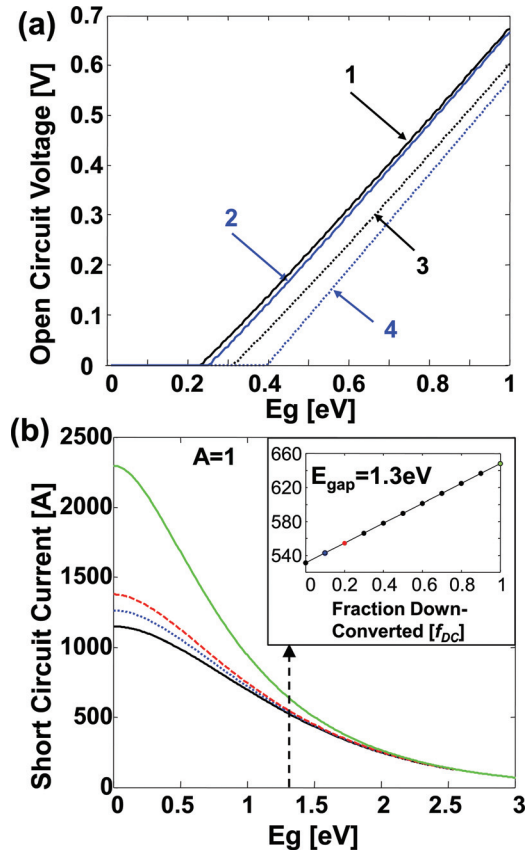 (a)
0.7
0.6
0.5
0.4
0.3
0.2
0.1
0
Open Circuit Voltage [V]
1
2
3
4
0 0.2 0.4 0.6 0.8 1
Eg [eV]
(b)
2500
2000
1500
1000
500
0
Short Circuit Current [A]
A=1
E_gap=1.3eV
660
620
580
540
0 0.2 0.4 0.6 0.8 1
Fraction Down-
Converted [f_DC]
0 0.5 1 1.5 2 2.5 3
Eg [eV]